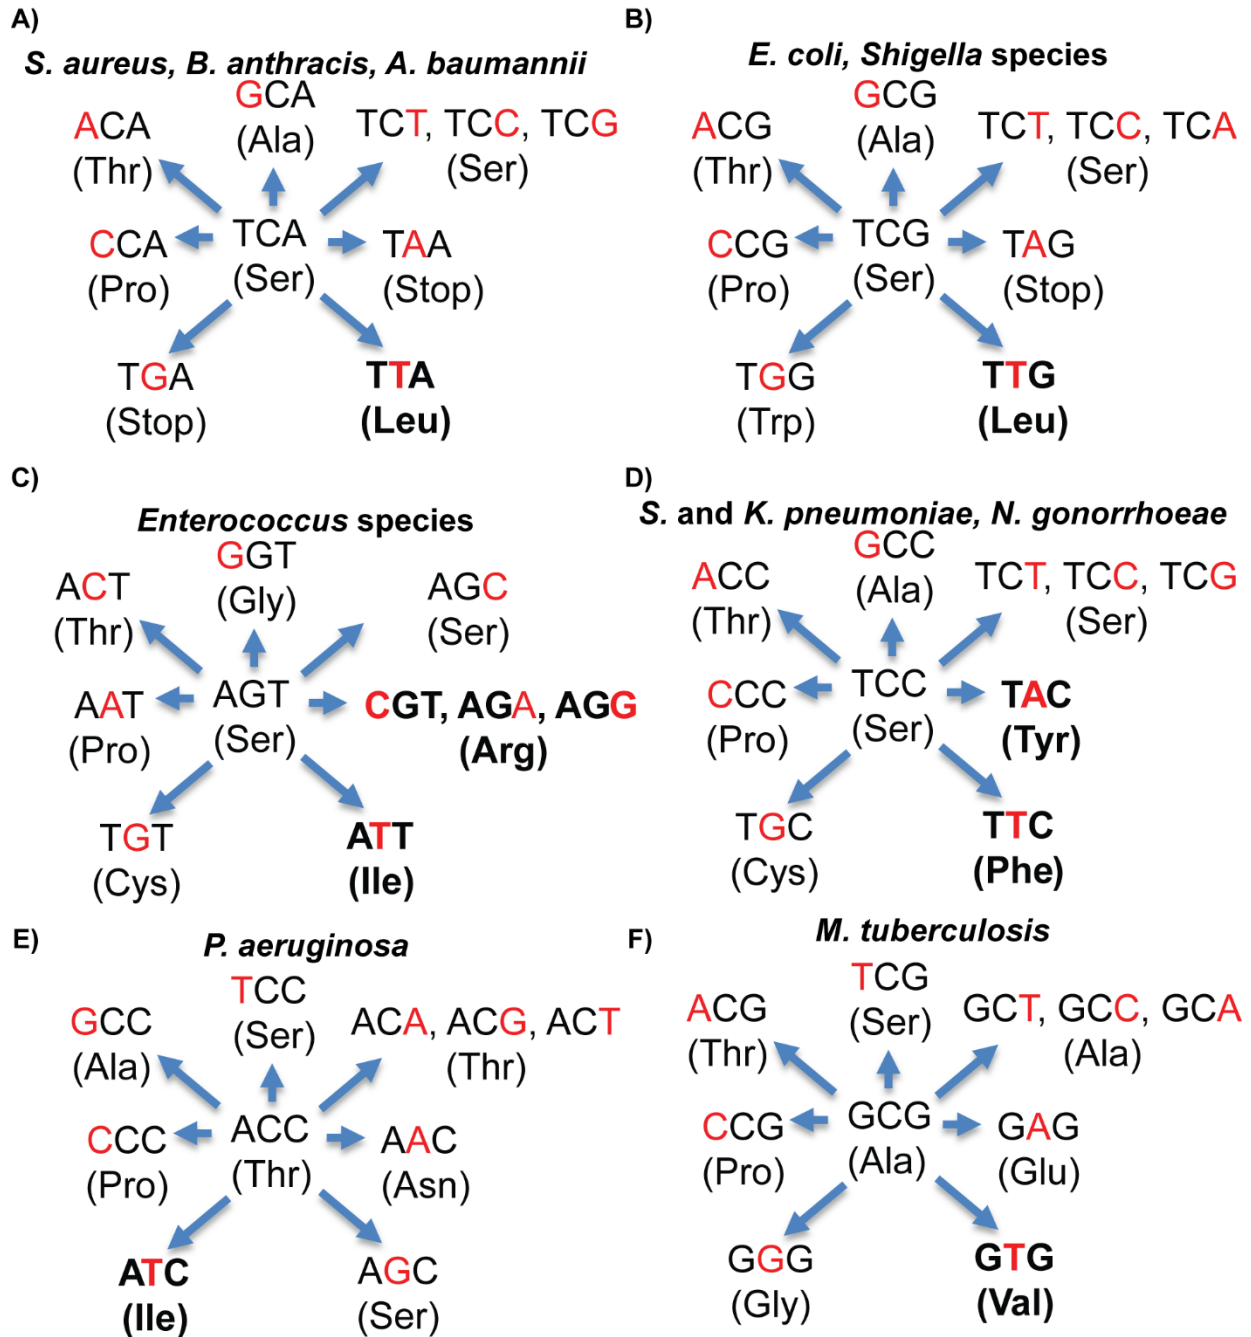 A)
S. aureus, B. anthracis, A. baumannii
GCA
(Ala)
ACA
(Thr)
TCT, TCC, TCG
(Ser)
CCA
(Pro)
TCA
(Ser)
TAA
(Stop)
TGA
(Stop)
TTA
(Leu)
B)
E. coli, Shigella species
GCG
(Ala)
ACG
(Thr)
TCT, TCC, TCA
(Ser)
CCG
(Pro)
TCG
(Ser)
TAG
(Stop)
TGG
(Trp)
TTG
(Leu)
C)
Enterococcus species
GGT
(Gly)
ACT
(Thr)
AGC
(Ser)
AAT
(Pro)
AGT
(Ser)
CGT, AGA, AGG
(Arg)
TGT
(Cys)
ATT
(Ile)
D)
S. and K. pneumoniae, N. gonorrhoeae
GCC
(Ala)
ACC
(Thr)
TCT, TCC, TCG
(Ser)
CCC
(Pro)
TCC
(Ser)
TAC
(Tyr)
TGC
(Cys)
TTC
(Phe)
E)
P. aeruginosa
TCC
(Ser)
GCC
(Ala)
ACA, ACG, ACT
(Thr)
CCC
(Pro)
ACC
(Thr)
AAC
(Asn)
ATC
(Ile)
AGC
(Ser)
F)
M. tuberculosis
TCG
(Ser)
ACG
(Thr)
GCT, GCC, GCA
(Ala)
CCG
(Pro)
GCG
(Ala)
GAG
(Glu)
GGG
(Gly)
GTG
(Val)